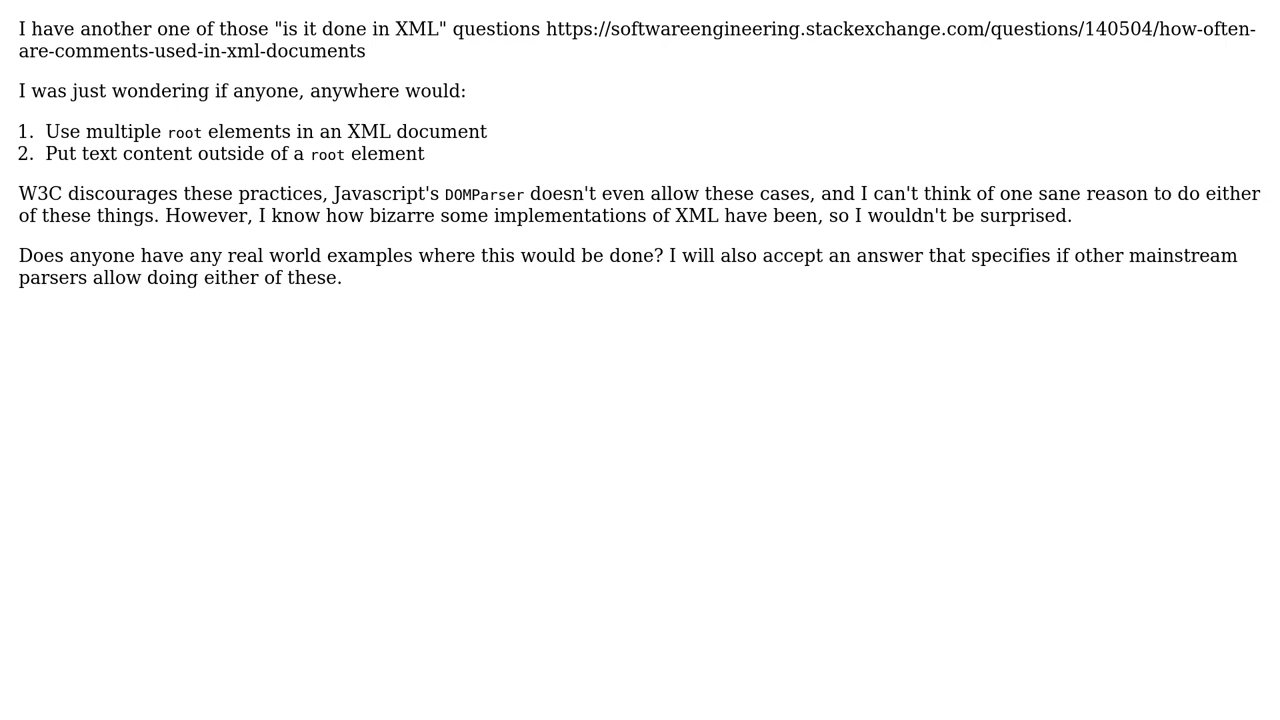 I have another one of those "is it done in XML" questions https://softwareengineering.stackexchange.com/questions/140504/how-often-
are-comments-used-in-xml-documents
I was just wondering if anyone, anywhere would:
1. Use multiple root elements in an XML document
2. Put text content outside of a root element
W3C discourages these practices, Javascript's DOMParser doesn't even allow these cases, and I can't think of one sane reason to do either
of these things. However, I know how bizarre some implementations of XML have been, so I wouldn't be surprised.
Does anyone have any real world examples where this would be done? I will also accept an answer that specifies if other mainstream
parsers allow doing either of these.